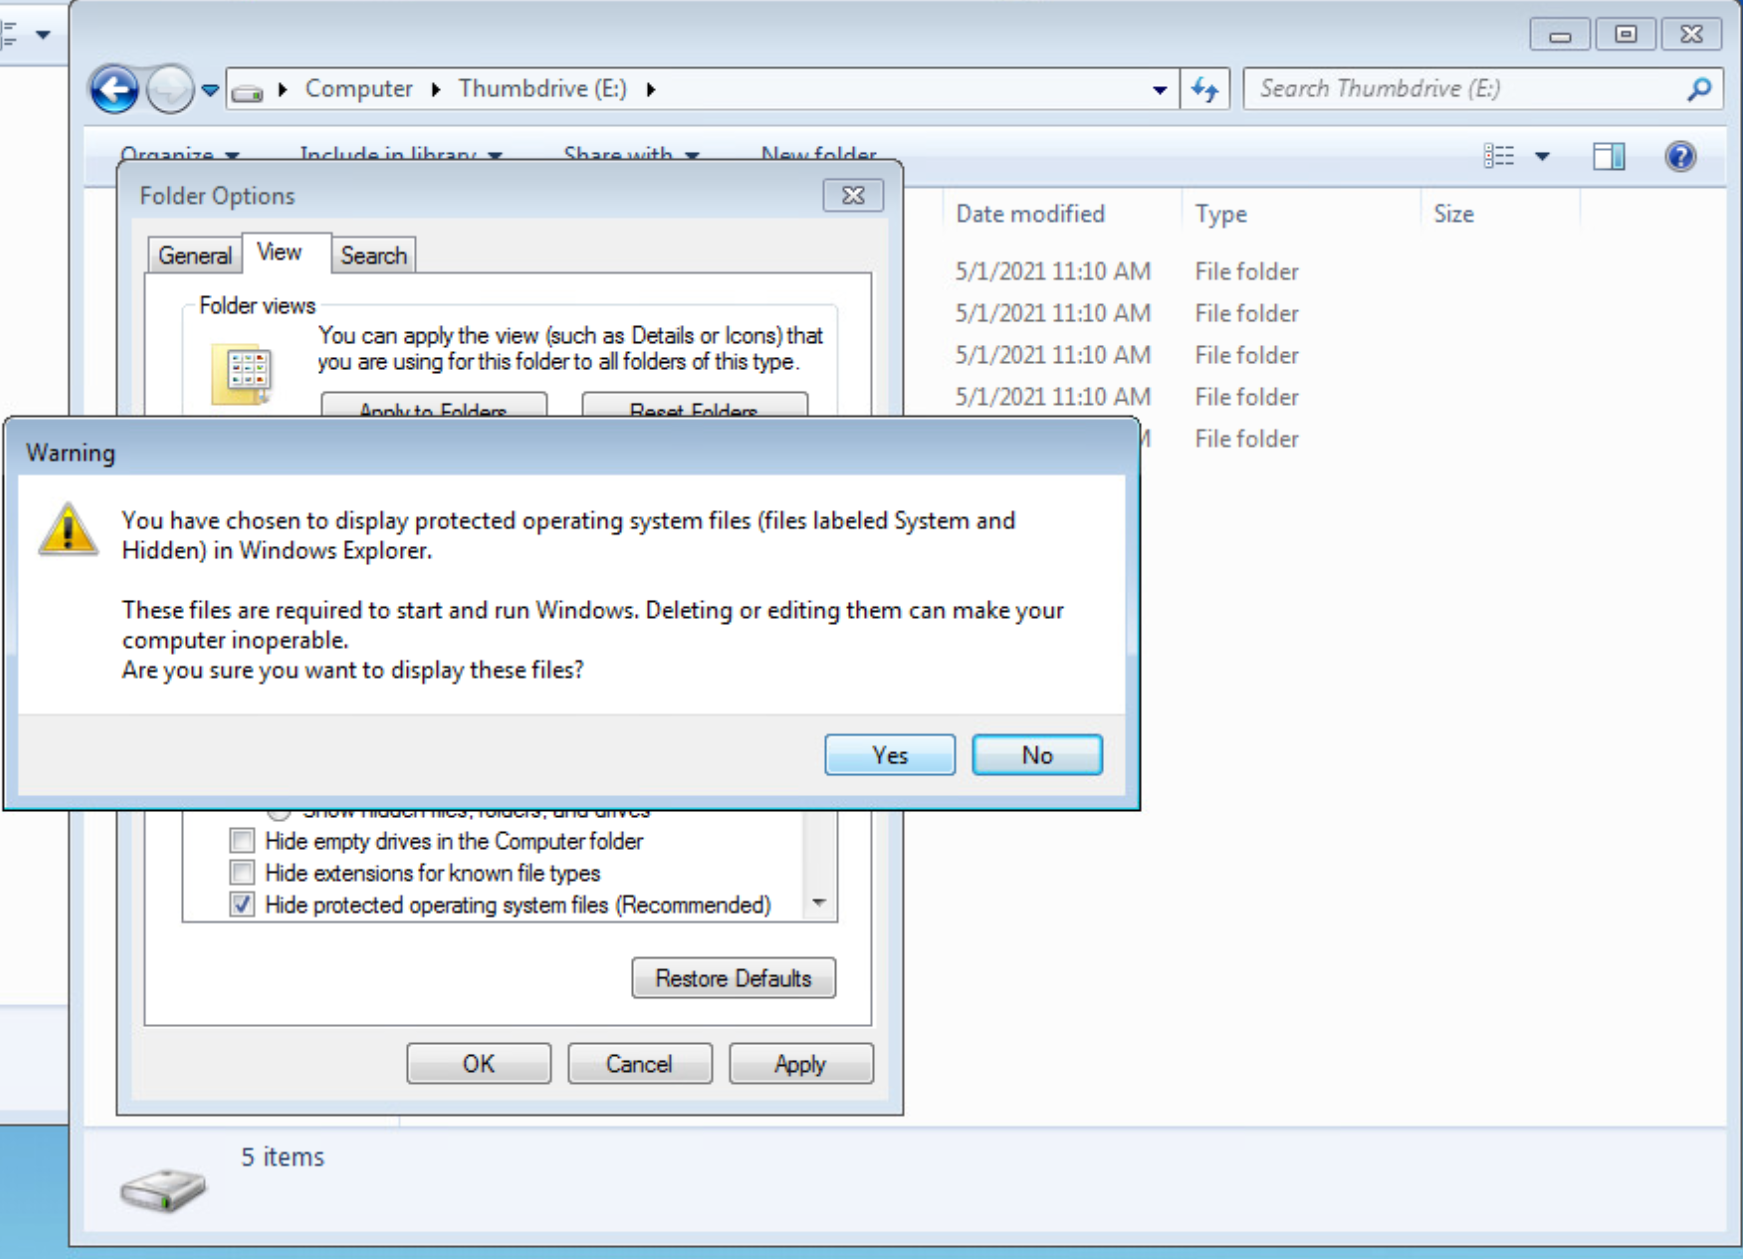 Computer
Thumbdrive (E:)
Search Thumbdrive (E:)
Organize
Include in library
Share with
New folder
Folder Options
Date modified
Type
Size
General
View
Search
5/1/2021 11:10 AM
File folder
5/1/2021 11:10 AM
File folder
5/1/2021 11:10 AM
File folder
5/1/2021 11:10 AM
File folder
File folder
Folder views
You can apply the view (such as Details or Icons) that
you are using for this folder to all folders of this type.
Apply to Folders
Reset Folders
Warning
You have chosen to display protected operating system files (files labeled System and
Hidden) in Windows Explorer.
These files are required to start and run Windows. Deleting or editing them can make your
computer inoperable.
Are you sure you want to display these files?
Yes
No
Show hidden files, folders, and drives
Hide empty drives in the Computer folder
Hide extensions for known file types
Hide protected operating system files (Recommended)
Restore Defaults
OK
Cancel
Apply
5 items